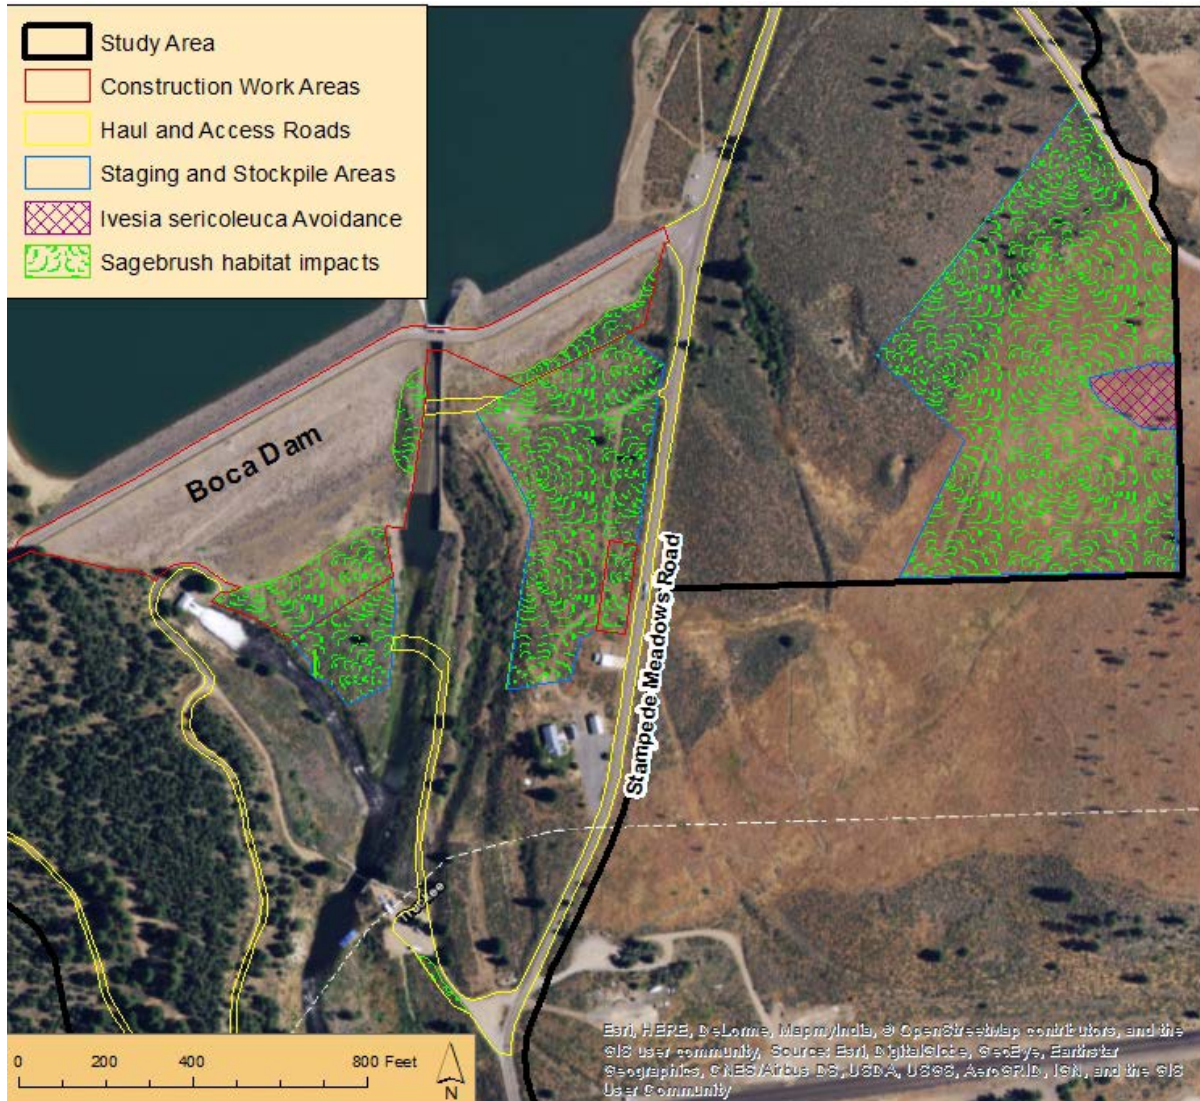 Study Area
Construction Work Areas
Haul and Access Roads
Staging and Stockpile Areas
Ivesia sericoleuca Avoidance
Sagebrush habitat impacts
Boca Dam
Stampede Meadows Road
Esri, HERE, DeLorme, MapmyIndia, © OpenStreetMap contributors, and the
GIS user community, Source: Esri, DigitalGlobe, GeoEye, Earthstar
Geographics, CNES/Airbus DS, USDA, USGS, AeroGRID, IGN, and the GIS
User Community
0 200 400 800 Feet
N